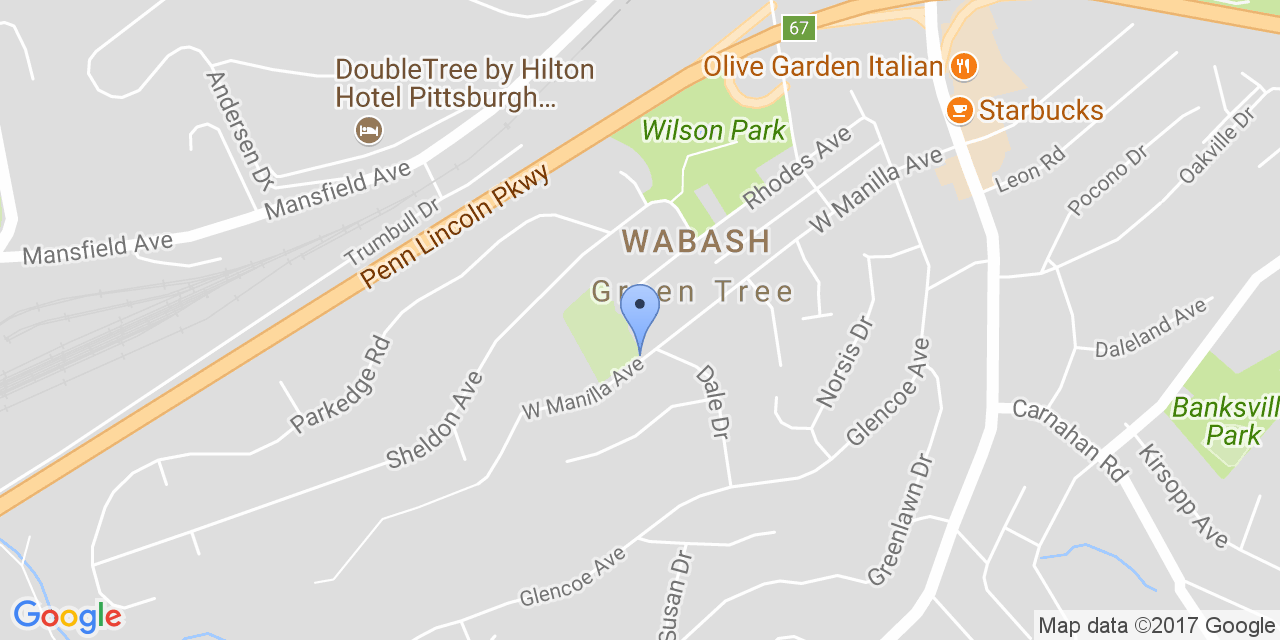 67
DoubleTree by Hilton
Hotel Pittsburgh...
Olive Garden Italian
Starbucks
Andersen Dr
Wilson Park
Rhodes Ave
W Manilla Ave
Leon Rd
Pocono Dr
Oakville Dr
Mansfield Ave
Mansfield Ave
Trumbull Dr
Penn Lincoln Pkwy
WABASH
Green Tree
Parkedge Rd
Sheldon Ave
W Manilla Ave
Dale Dr
Norsis Dr
Glencoe Ave
Daleland Ave
Carnahan Rd
Banksvill
Park
Kirsopp Ave
Greenlawn Dr
Glencoe Ave
Susan Dr
Google
Map data ©2017 Google